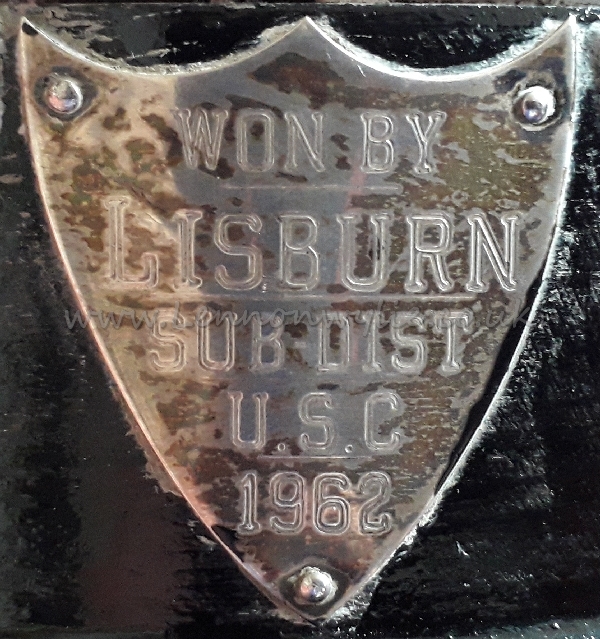 WON BY
LISBURN
SUB-DIST
U.S.C
1962